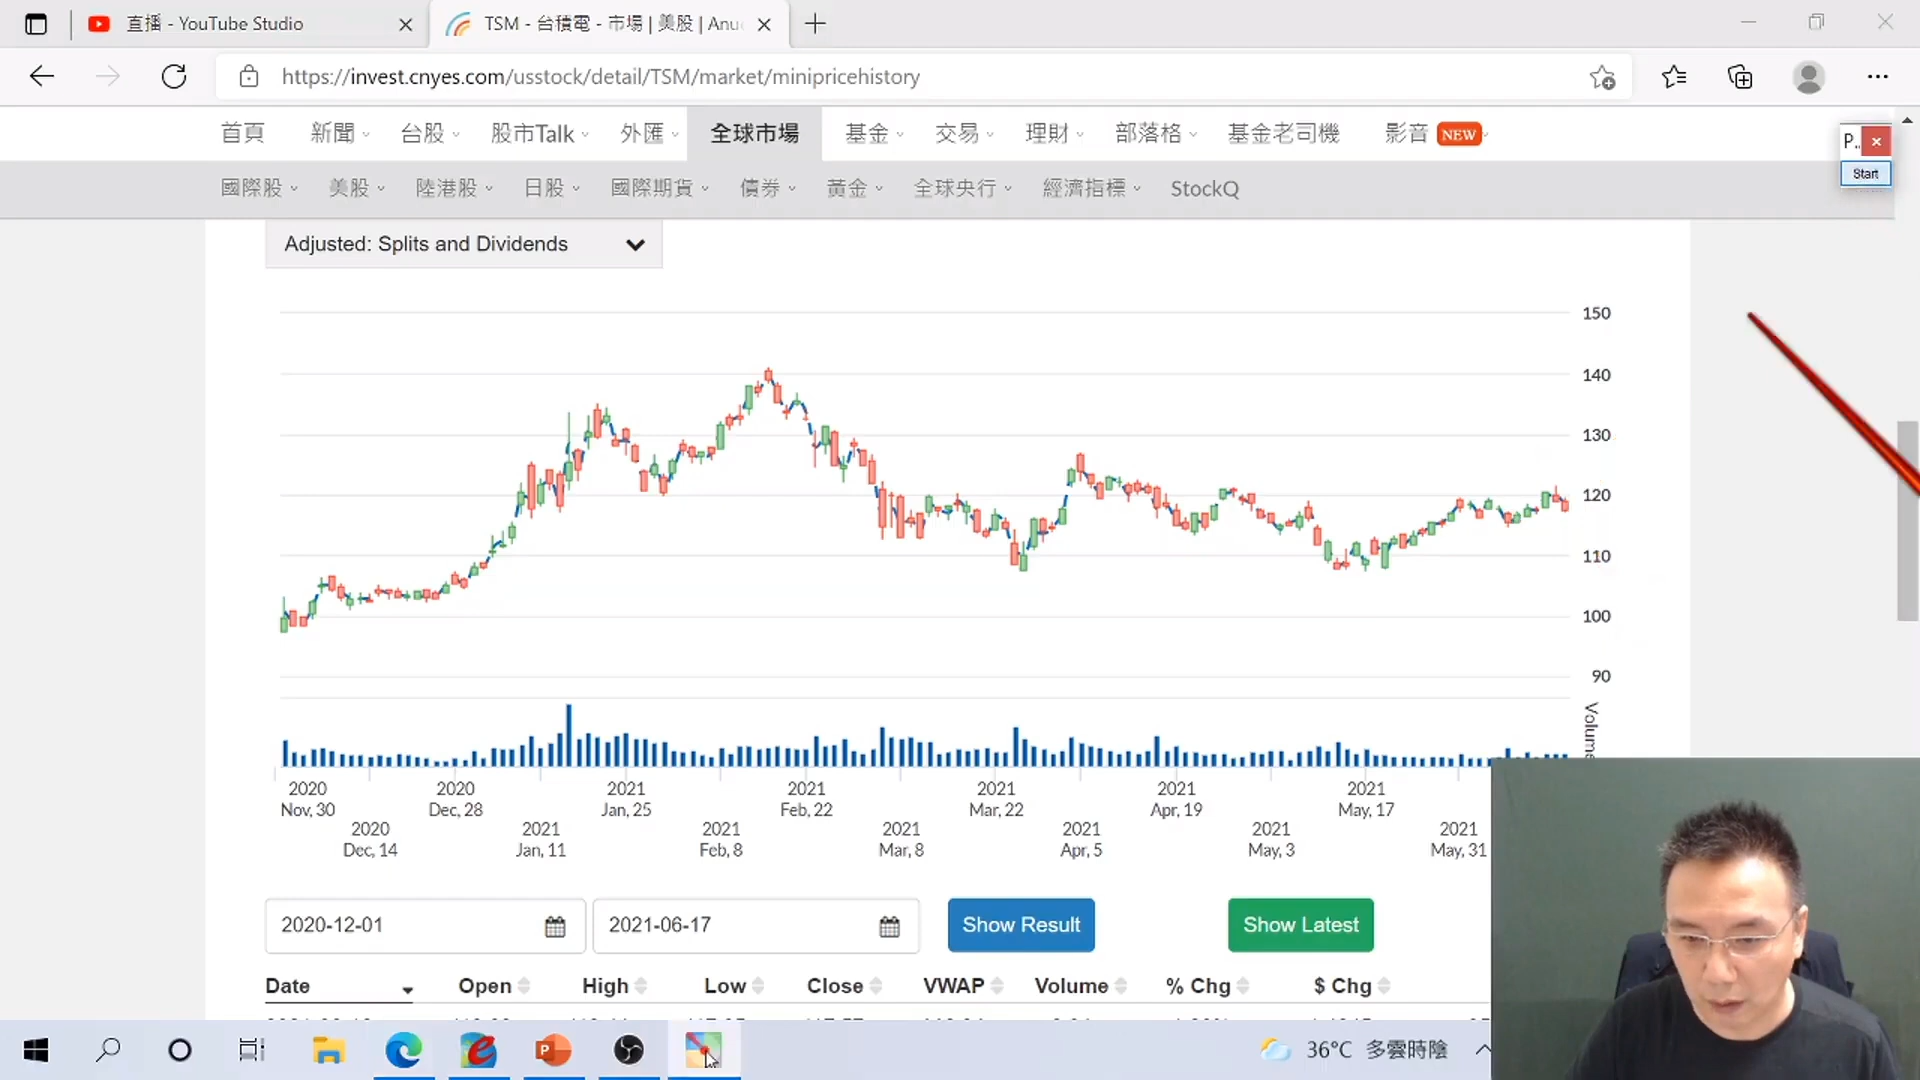 直播 - YouTube Studio
TSM - 台積電 - 市場 | 美股 | Anu
https://invest.cnyes.com/usstock/detail/TSM/market/minipricehistory
首頁 新聞 台股 股市Talk 外匯 全球市場 基金 交易 理財 部落格 基金老司機 影音 NEW
P..
Start
國際股 美股 陸港股 日股 國際期貨 債券 黃金 全球央行 經濟指標 StockQ
Adjusted: Splits and Dividends
150
140
130
120
110
100
90
Volume
2020 2020 2021 2021 2021 2021 2021
Nov, 30 Dec, 28 Jan, 25 Feb, 22 Mar, 22 Apr, 19 May, 17
2020 2021 2021 2021 2021 2021 2021
Dec, 14 Jan, 11 Feb, 8 Mar, 8 Apr, 5 May, 3 May, 31
2020-12-01 2021-06-17 Show Result Show Latest
Date Open High Low Close VWAP Volume % Chg $ Chg
36°C 多雲時陰